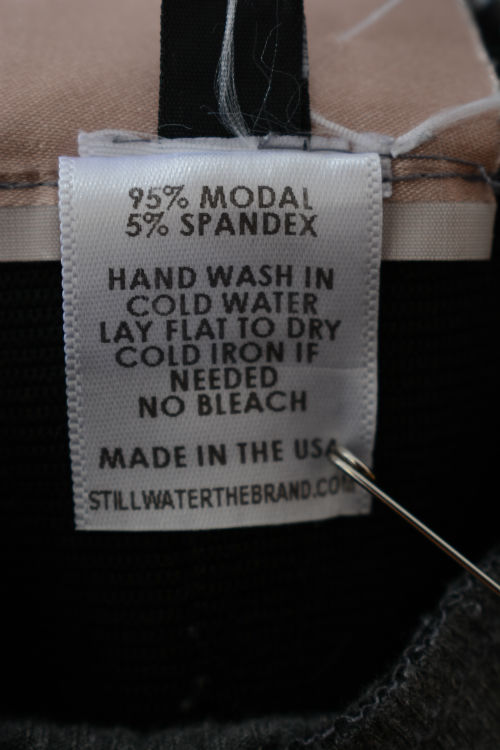 95% MODAL
5% SPANDEX
HAND WASH IN
COLD WATER
LAY FLAT TO DRY
COLD IRON IF
NEEDED
NO BLEACH
MADE IN THE USA
STILLWATERTHEBRAND.COM